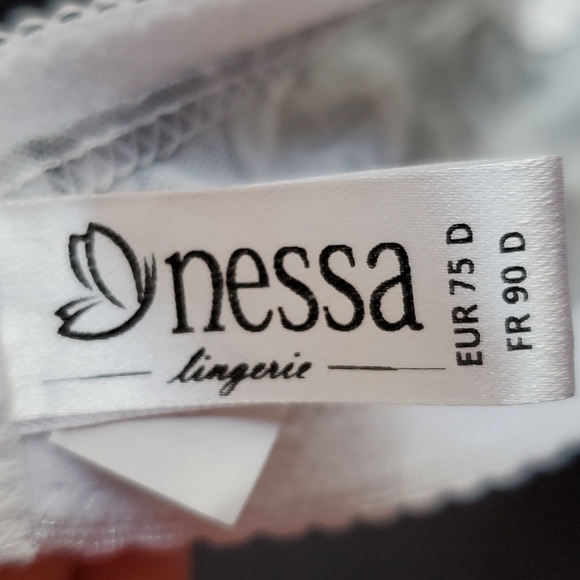 nessa
lingerie
EUR 75 D
FR 90 D